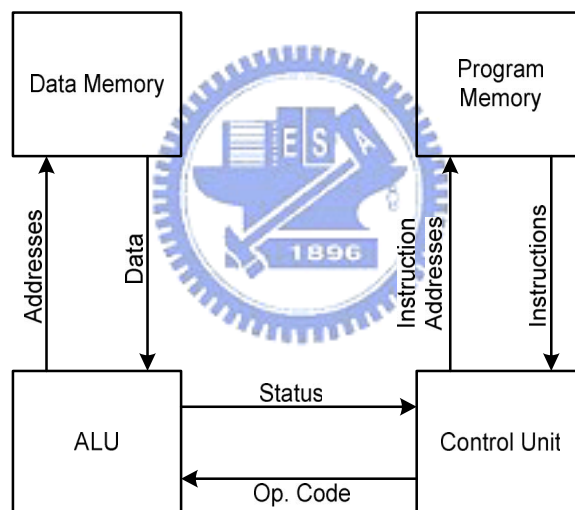 Data Memory
Program
Memory
E S A
1896
Addresses
Data
Instruction
Addresses
Instructions
Status
ALU
Control Unit
Op. Code